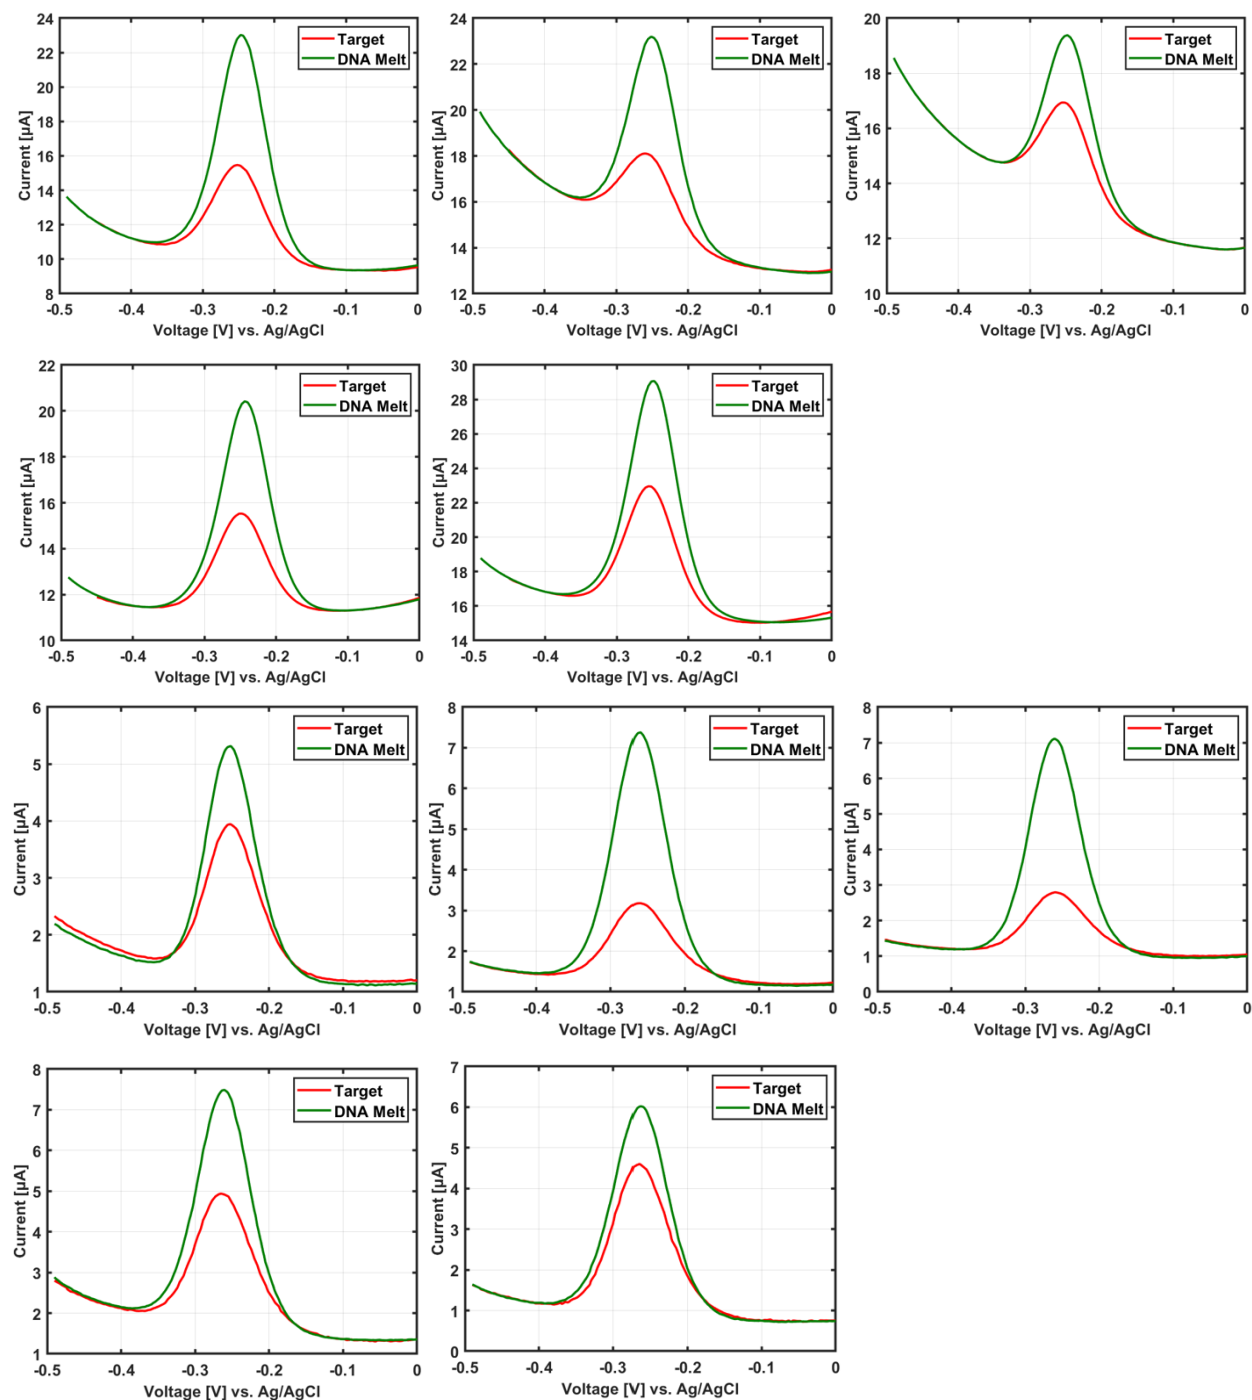 24
22
20
18
16
14
12
10
8
Current [µA]
Target
DNA Melt
-0.5 -0.4 -0.3 -0.2 -0.1 0
Voltage [V] vs. Ag/AgCl
24
22
20
18
16
14
12
Current [µA]
Target
DNA Melt
-0.5 -0.4 -0.3 -0.2 -0.1 0
Voltage [V] vs. Ag/AgCl
20
18
16
14
12
10
Current [µA]
Target
DNA Melt
-0.5 -0.4 -0.3 -0.2 -0.1 0
Voltage [V] vs. Ag/AgCl
22
20
18
16
14
12
10
Current [µA]
Target
DNA Melt
-0.5 -0.4 -0.3 -0.2 -0.1 0
Voltage [V] vs. Ag/AgCl
30
28
26
24
22
20
18
16
14
Current [µA]
Target
DNA Melt
-0.5 -0.4 -0.3 -0.2 -0.1 0
Voltage [V] vs. Ag/AgCl
6
5
4
3
2
1
Current [µA]
Target
DNA Melt
-0.5 -0.4 -0.3 -0.2 -0.1 0
Voltage [V] vs. Ag/AgCl
8
7
6
5
4
3
2
1
Current [µA]
Target
DNA Melt
-0.5 -0.4 -0.3 -0.2 -0.1 0
Voltage [V] vs. Ag/AgCl
8
7
6
5
4
3
2
1
0
Current [µA]
Target
DNA Melt
-0.5 -0.4 -0.3 -0.2 -0.1 0
Voltage [V] vs. Ag/AgCl
8
7
6
5
4
3
2
1
Current [µA]
Target
DNA Melt
-0.5 -0.4 -0.3 -0.2 -0.1 0
Voltage [V] vs. Ag/AgCl
7
6
5
4
3
2
1
0
Current [µA]
Target
DNA Melt
-0.5 -0.4 -0.3 -0.2 -0.1 0
Voltage [V] vs. Ag/AgCl